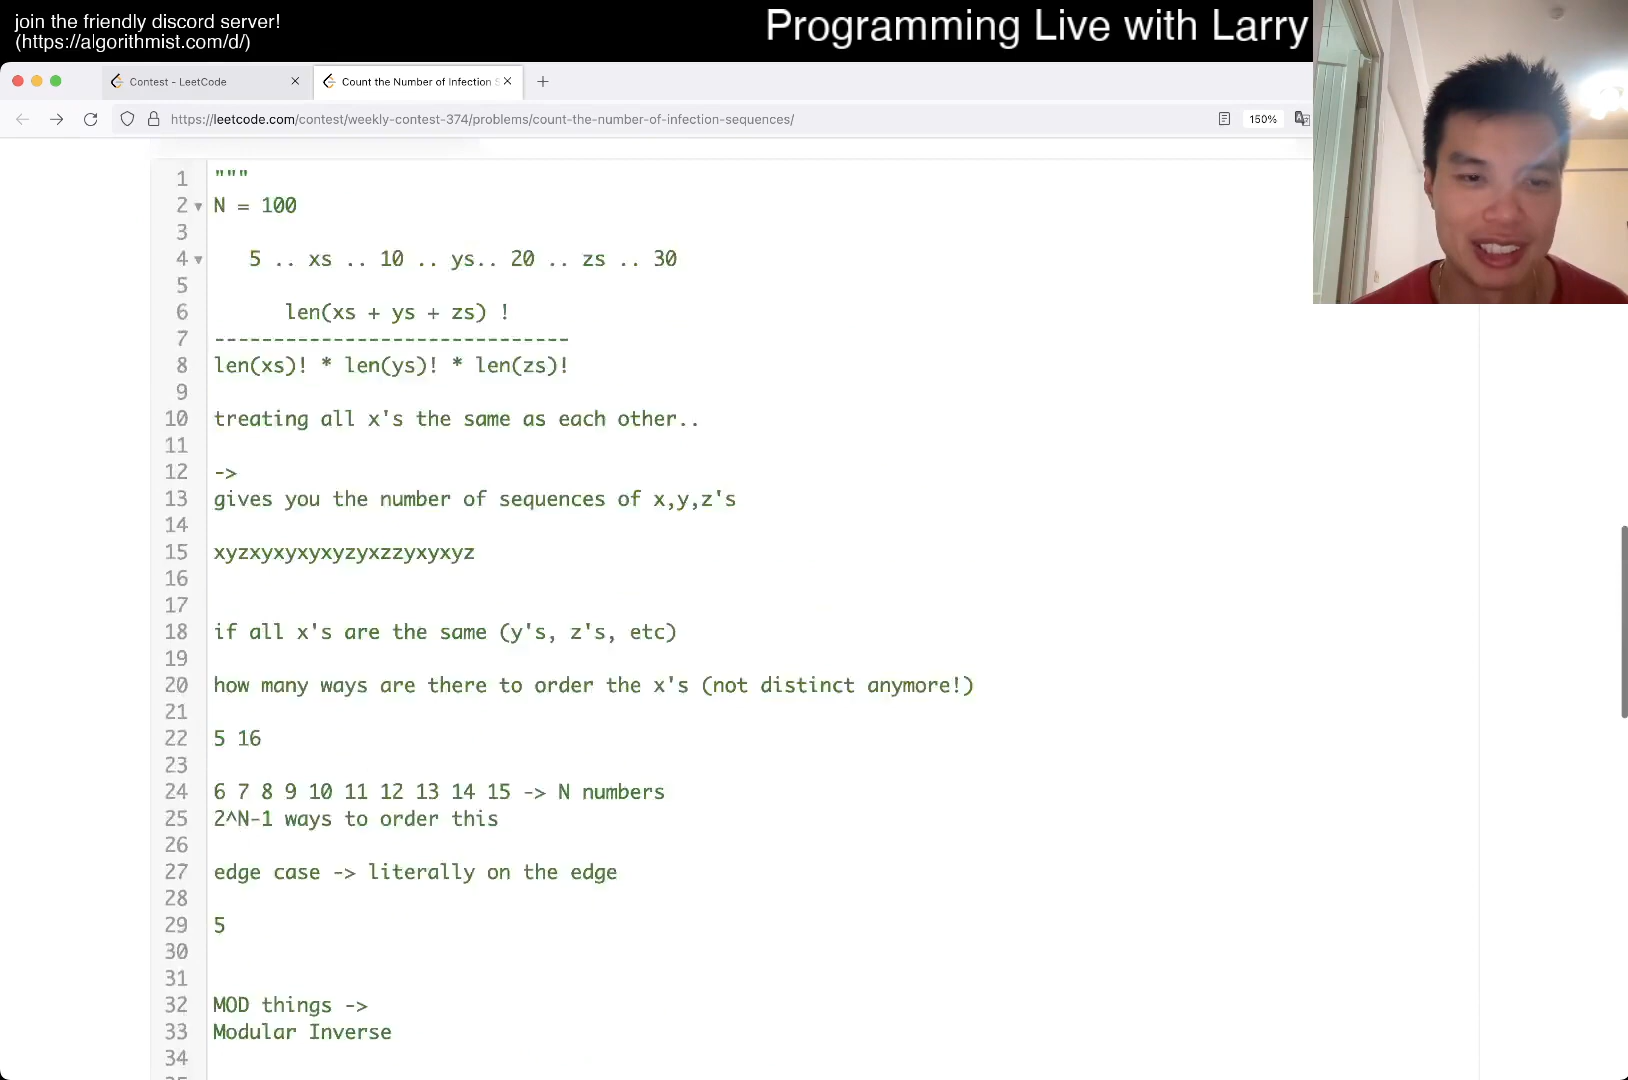 join the friendly discord server!
(https://algorithmist.com/d/)
Programming Live with Larry
Contest - LeetCode
Count the Number of Infection S
https://leetcode.com/contest/weekly-contest-374/problems/count-the-number-of-infection-sequences/
150%
1 """
2 N = 100
3
4 5 .. xs .. 10 .. ys.. 20 .. zs .. 30
5
6 len(xs + ys + zs) !
7 ------------------------------
8 len(xs)! * len(ys)! * len(zs)!
9
10 treating all x's the same as each other..
11
12 ->
13 gives you the number of sequences of x,y,z's
14
15 xyzxyxyxyxyzyxzzyxyxyz
16
17
18 if all x's are the same (y's, z's, etc)
19
20 how many ways are there to order the x's (not distinct anymore!)
21
22 5 16
23
24 6 7 8 9 10 11 12 13 14 15 -> N numbers
25 2^N-1 ways to order this
26
27 edge case -> literally on the edge
28
29 5
30
31
32 MOD things ->
33 Modular Inverse
34